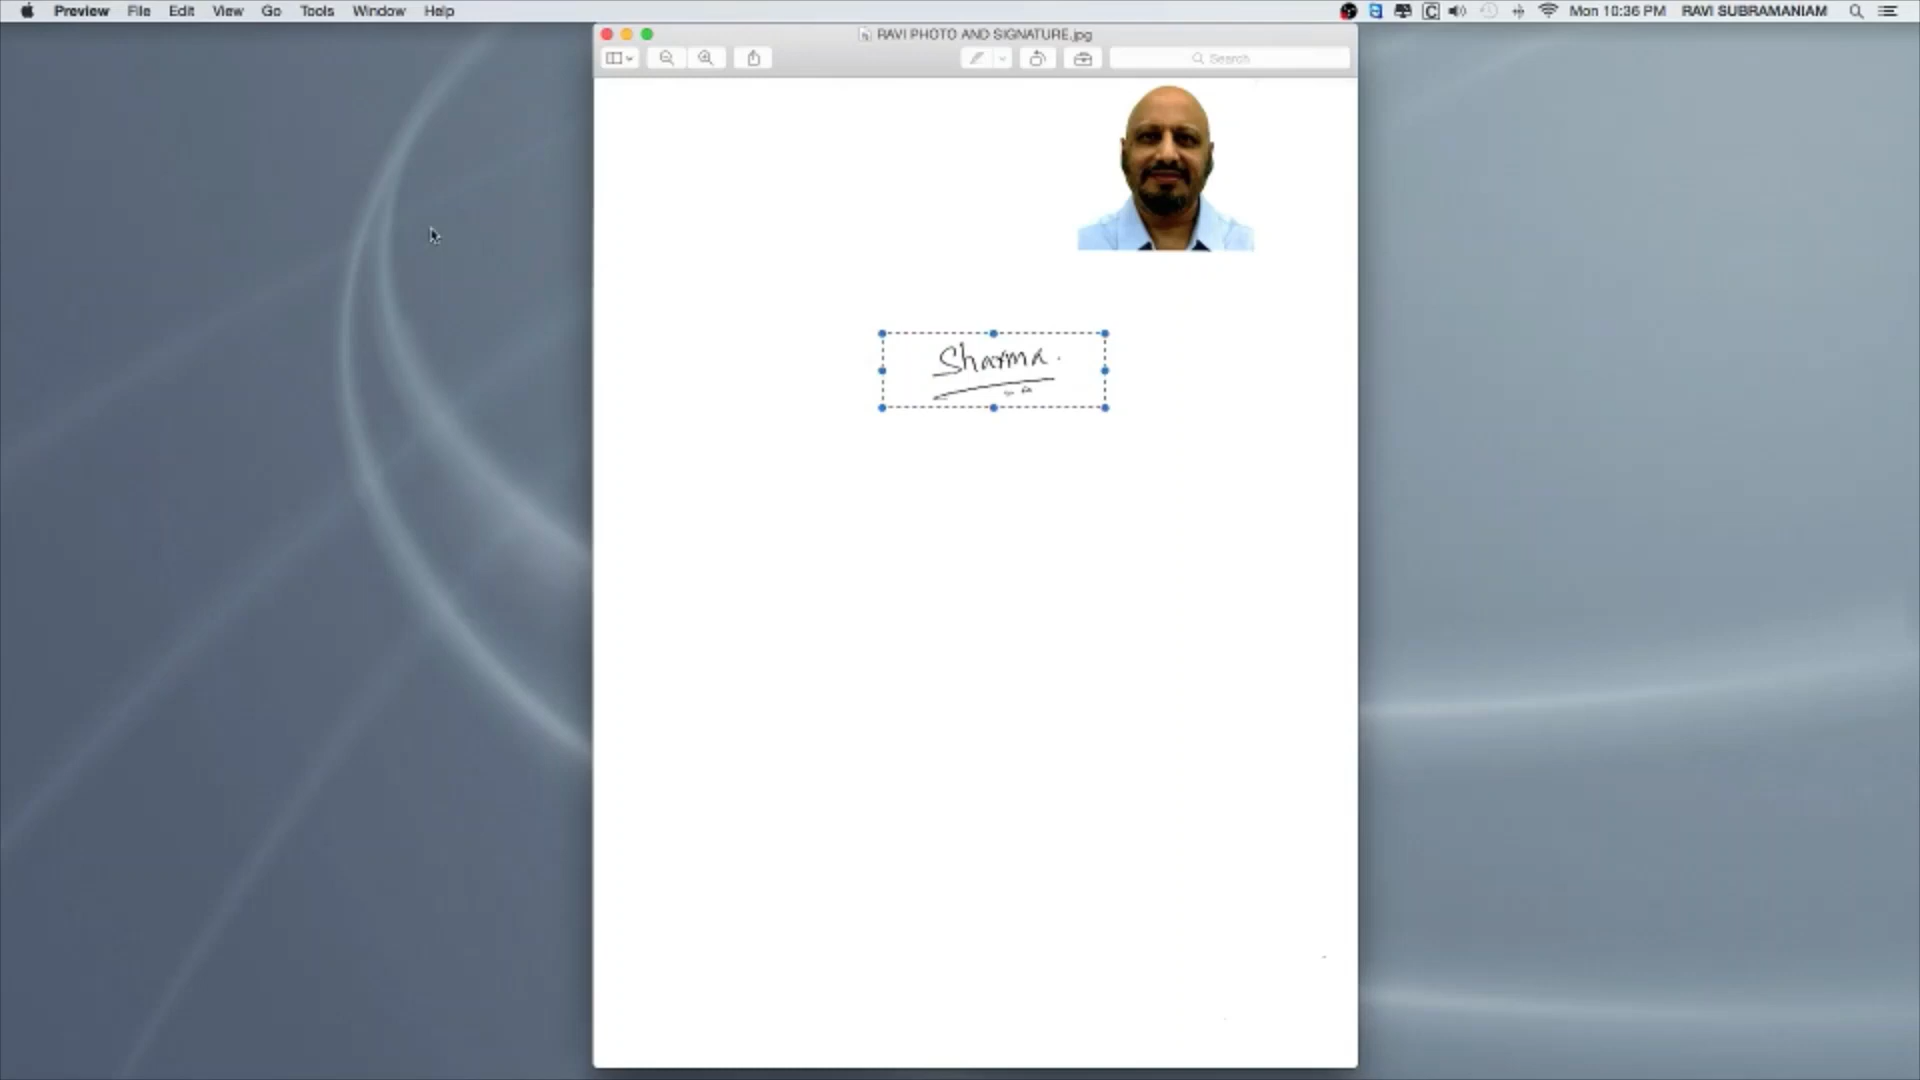 Preview File Edit View Go Tools Window Help Mon 10:36 PM RAVI SUBRAMANIAM
RAVI PHOTO AND SIGNATURE.jpg
Search
Sharma.